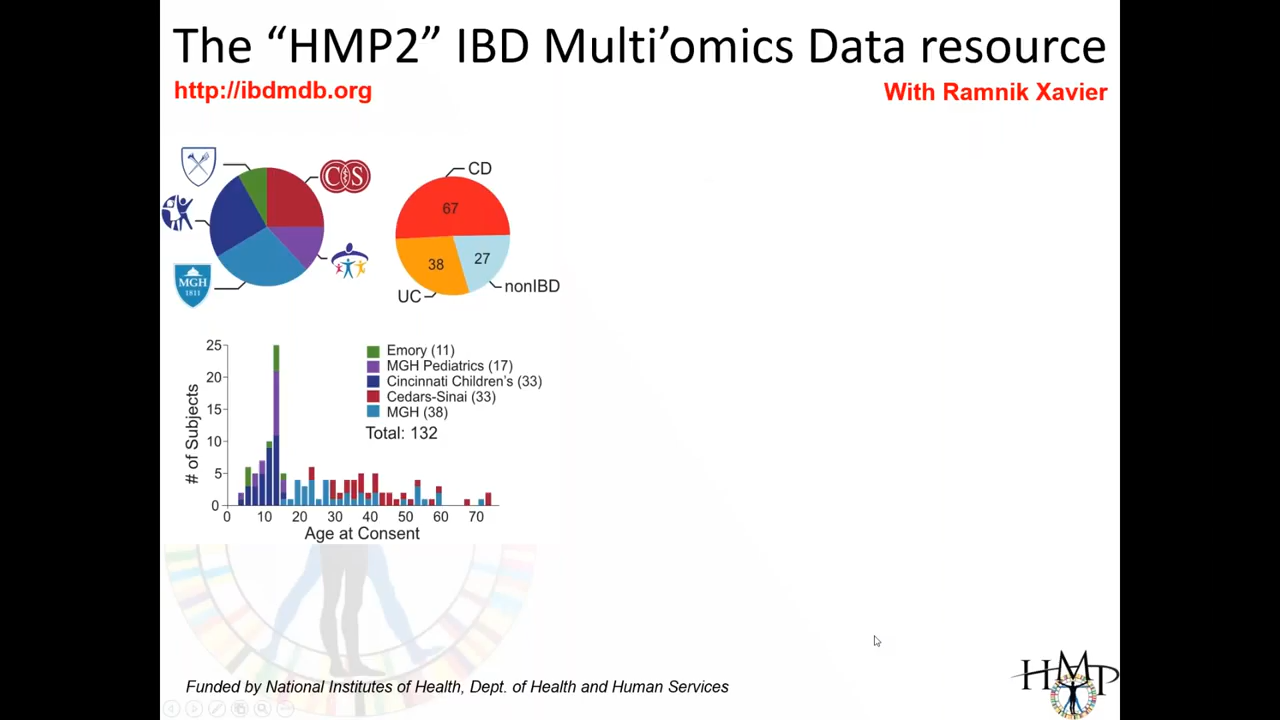 The “HMP2” IBD Multi’omics Data resource
http://ibdmdb.org
With Ramnik Xavier
C S
MGH
1811
CD
67
38
27
UC
nonIBD
25
20
15
10
5
0
# of Subjects
Emory (11)
MGH Pediatrics (17)
Cincinnati Children’s (33)
Cedars-Sinai (33)
MGH (38)
Total: 132
0 10 20 30 40 50 60 70
Age at Consent
Funded by National Institutes of Health, Dept. of Health and Human Services
HMP